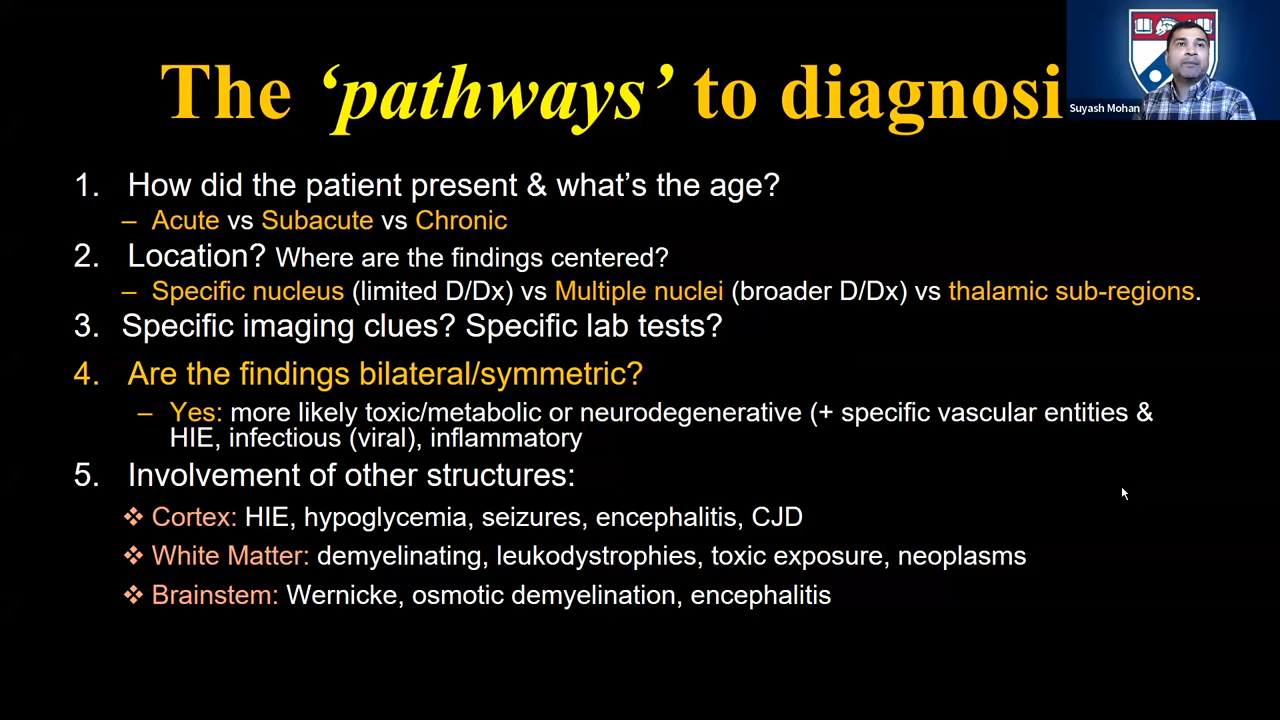 The ‘pathways’ to diagnosi
Suyash Mohan
1. How did the patient present & what’s the age?
– Acute vs Subacute vs Chronic
2. Location? Where are the findings centered?
– Specific nucleus (limited D/Dx) vs Multiple nuclei (broader D/Dx) vs thalamic sub-regions.
3. Specific imaging clues? Specific lab tests?
4. Are the findings bilateral/symmetric?
– Yes: more likely toxic/metabolic or neurodegenerative (+ specific vascular entities &
HIE, infectious (viral), inflammatory
5. Involvement of other structures:
❖ Cortex: HIE, hypoglycemia, seizures, encephalitis, CJD
❖ White Matter: demyelinating, leukodystrophies, toxic exposure, neoplasms
❖ Brainstem: Wernicke, osmotic demyelination, encephalitis